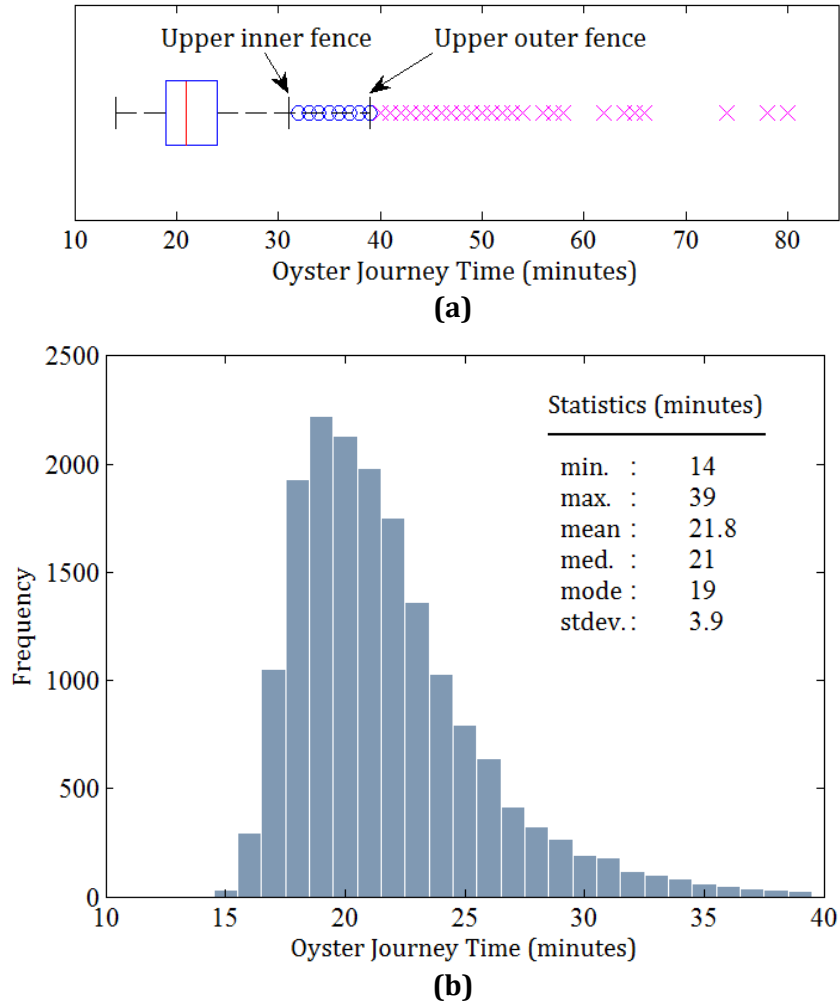 Upper inner fence Upper outer fence
10 20 30 40 50 60 70 80
Oyster Journey Time (minutes)
(a)
2500
2000
1500
1000
500
0
Frequency
Statistics (minutes)
min. : 14
max. : 39
mean : 21.8
med. : 21
mode : 19
stdev. : 3.9
10 15 20 25 30 35 40
Oyster Journey Time (minutes)
(b)